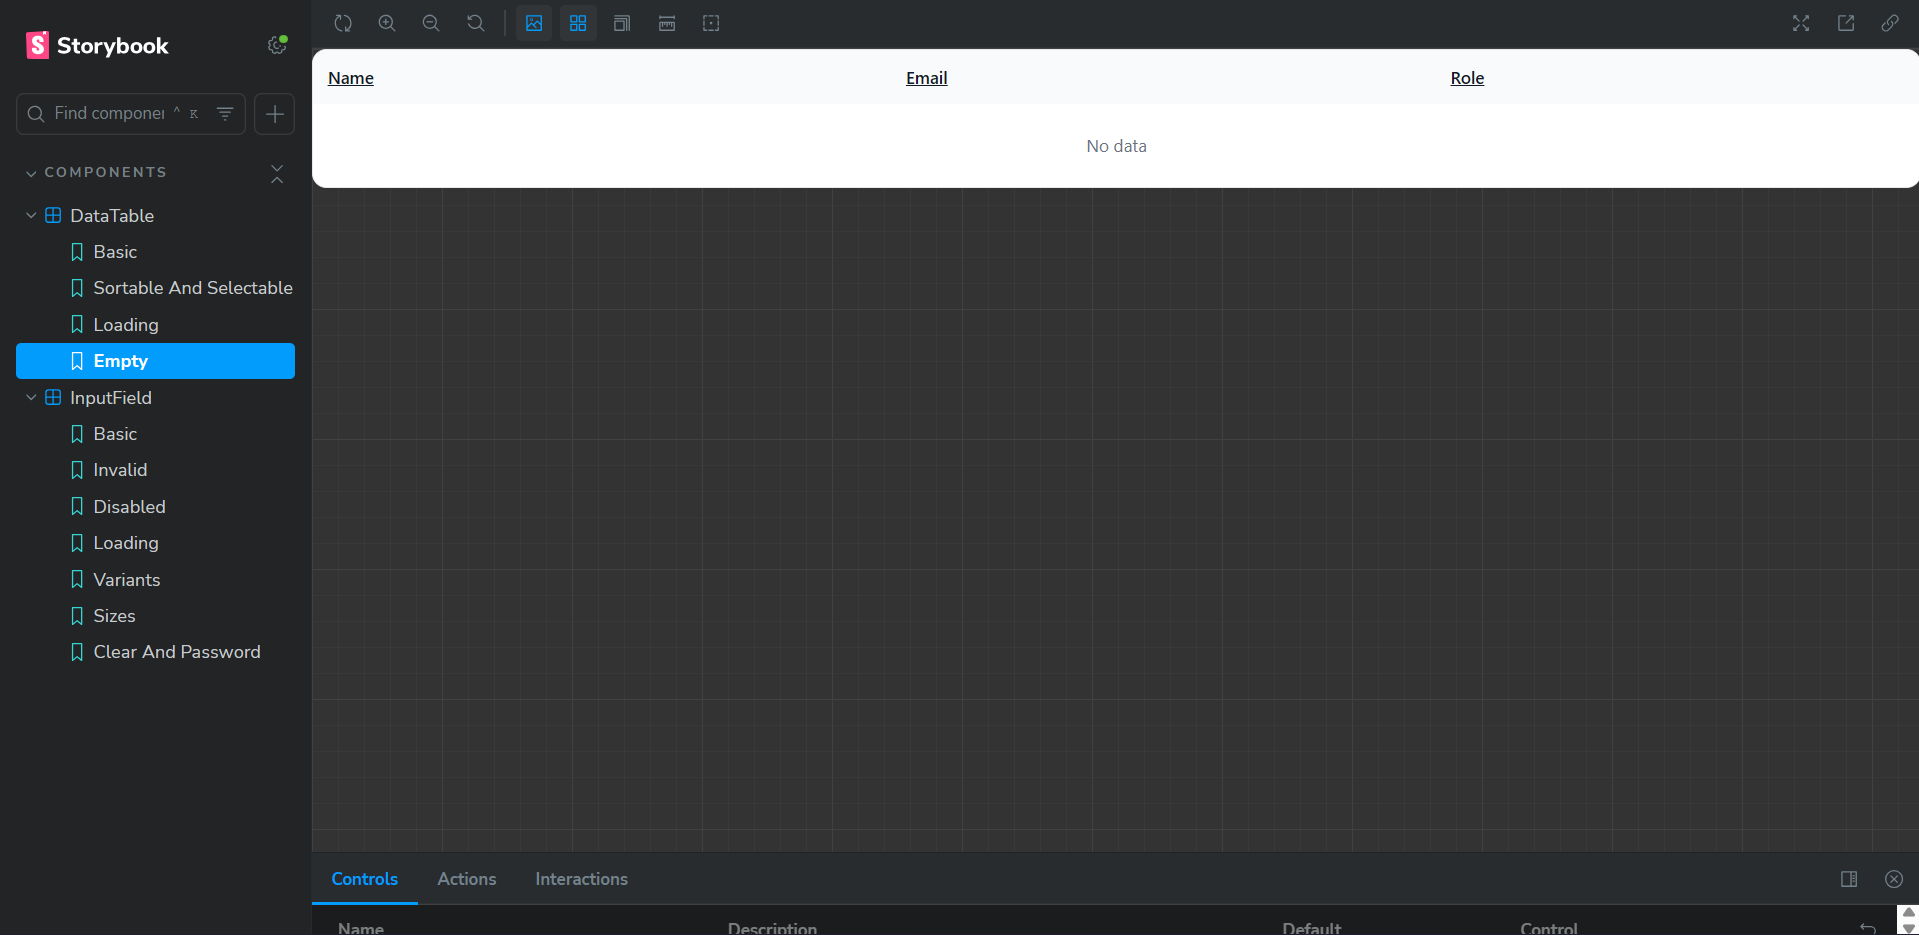 Storybook
Find componer ^ K
COMPONENTS
DataTable
Basic
Sortable And Selectable
Loading
Empty
InputField
Basic
Invalid
Disabled
Loading
Variants
Sizes
Clear And Password
Name Email Role
No data
Controls Actions Interactions
Name Description Default Control